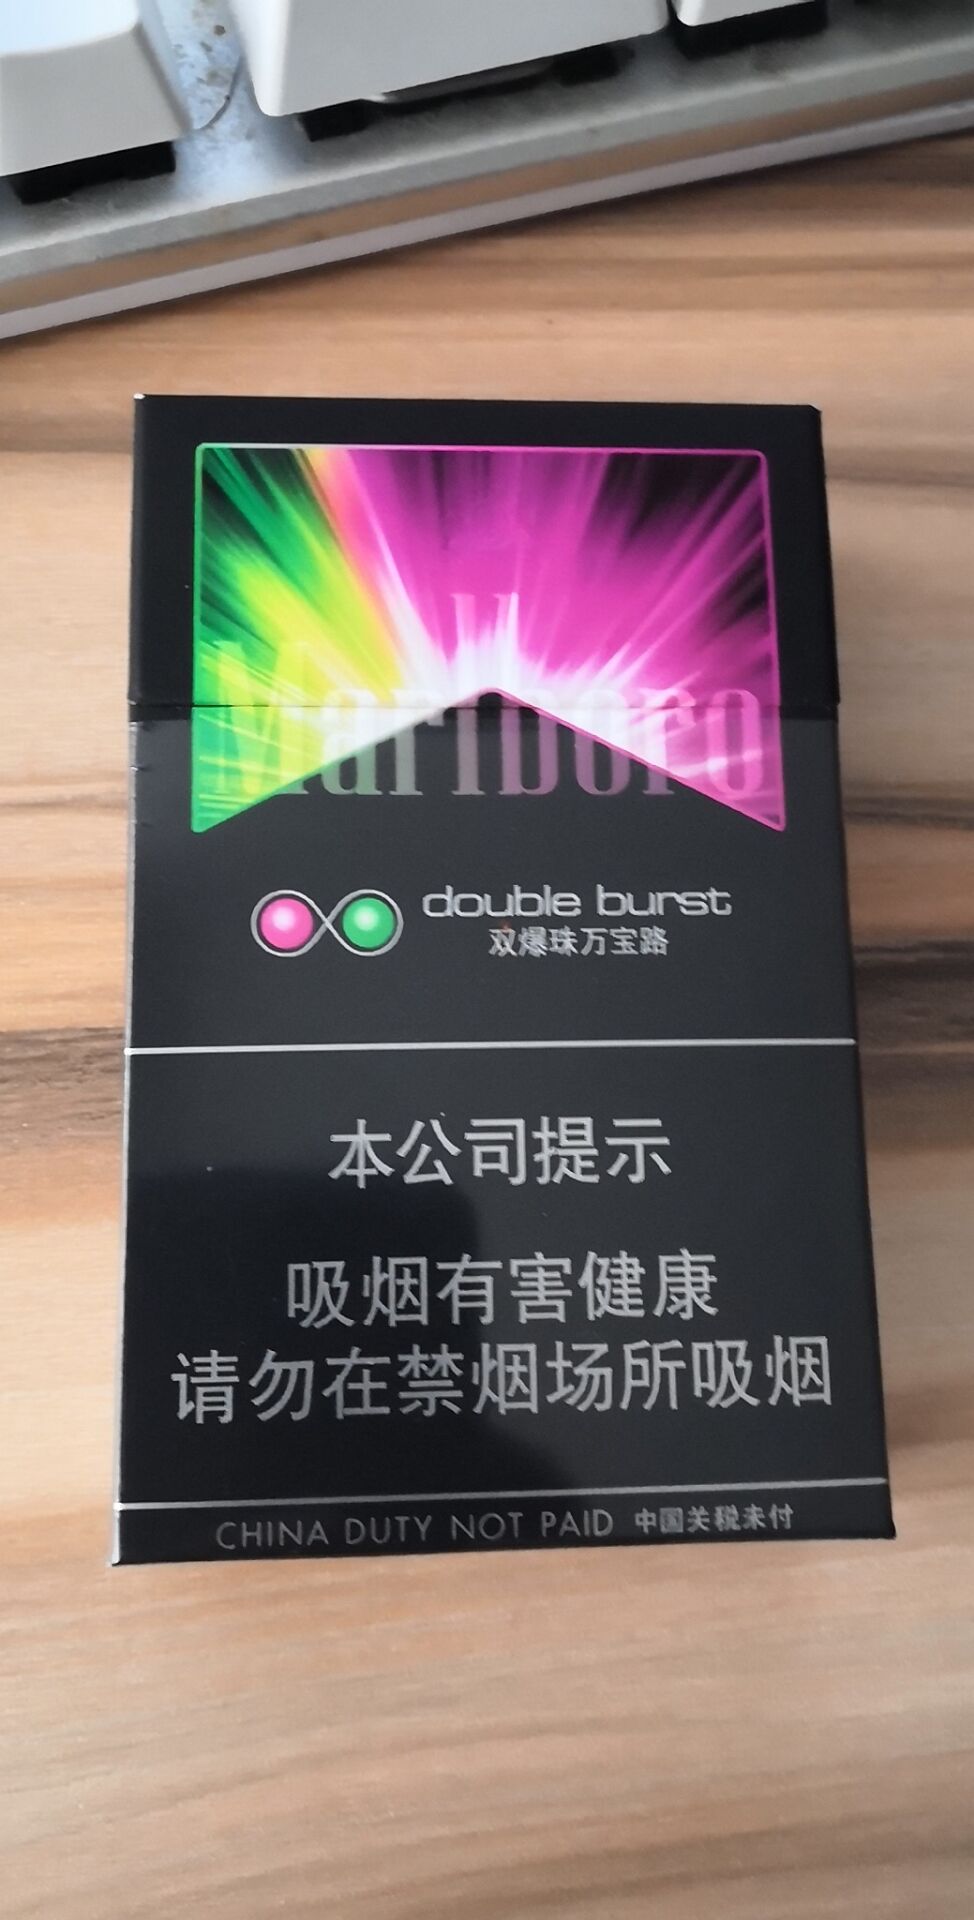 Marlboro
double burst
双爆珠万宝路
本公司提示
吸烟有害健康
请勿在禁烟场所吸烟
CHINA DUTY NOT PAID 中国关税未付